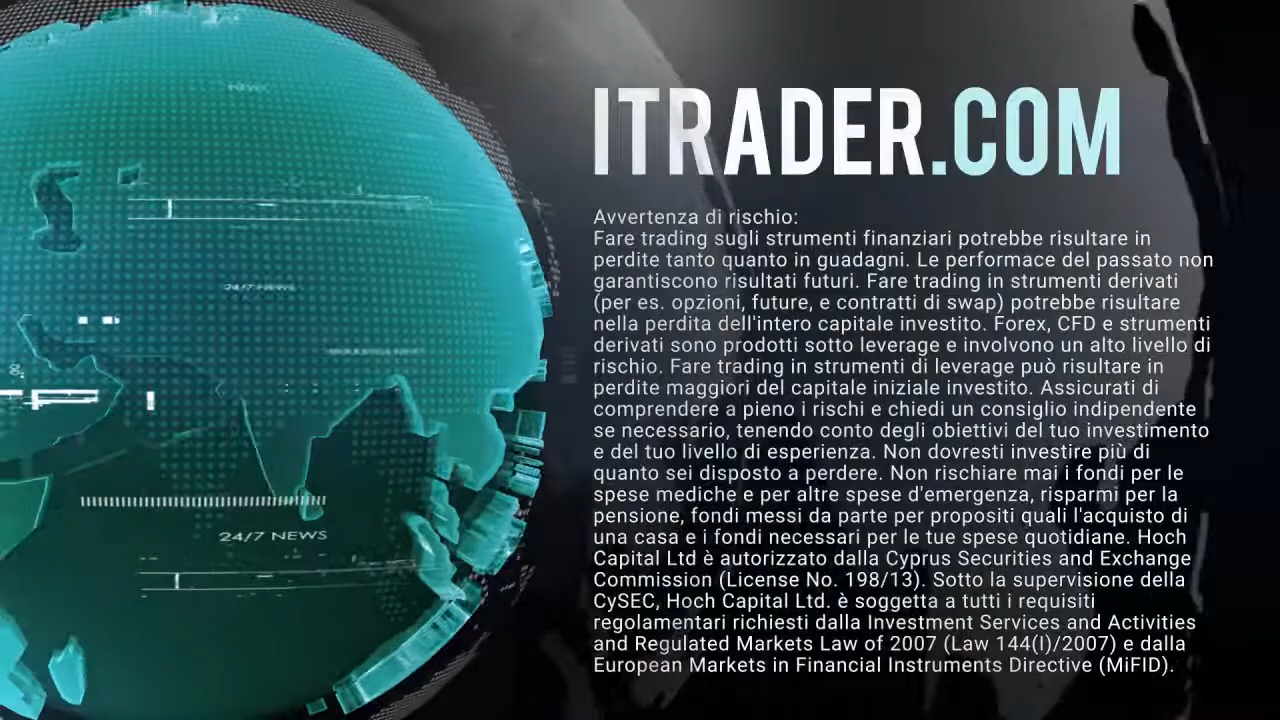 ITRADER.COM
Avvertenza di rischio:
Fare trading sugli strumenti finanziari potrebbe risultare in
perdite tanto quanto in guadagni. Le performace del passato non
garantiscono risultati futuri. Fare trading in strumenti derivati
(per es. opzioni, future, e contratti di swap) potrebbe risultare
nella perdita dell'intero capitale investito. Forex, CFD e strumenti
derivati sono prodotti sotto leverage e involvono un alto livello di
rischio. Fare trading in strumenti di leverage può risultare in
perdite maggiori del capitale iniziale investito. Assicurati di
comprendere a pieno i rischi e chiedi un consiglio indipendente
se necessario, tenendo conto degli obiettivi del tuo investimento
e del tuo livello di esperienza. Non dovresti investire più di
quanto sei disposto a perdere. Non rischiare mai i fondi per le
spese mediche e per altre spese d'emergenza, risparmi per la
pensione, fondi messi da parte per propositi quali l'acquisto di
una casa e i fondi necessari per le tue spese quotidiane. Hoch
Capital Ltd è autorizzato dalla Cyprus Securities and Exchange
Commission (License No. 198/13). Sotto la supervisione della
CySEC, Hoch Capital Ltd. è soggetta a tutti i requisiti
regolamentari richiesti dalla Investment Services and Activities
and Regulated Markets Law of 2007 (Law 144(I)/2007) e dalla
European Markets in Financial Instruments Directive (MiFID).
24/7 NEWS
24/7 NEWS